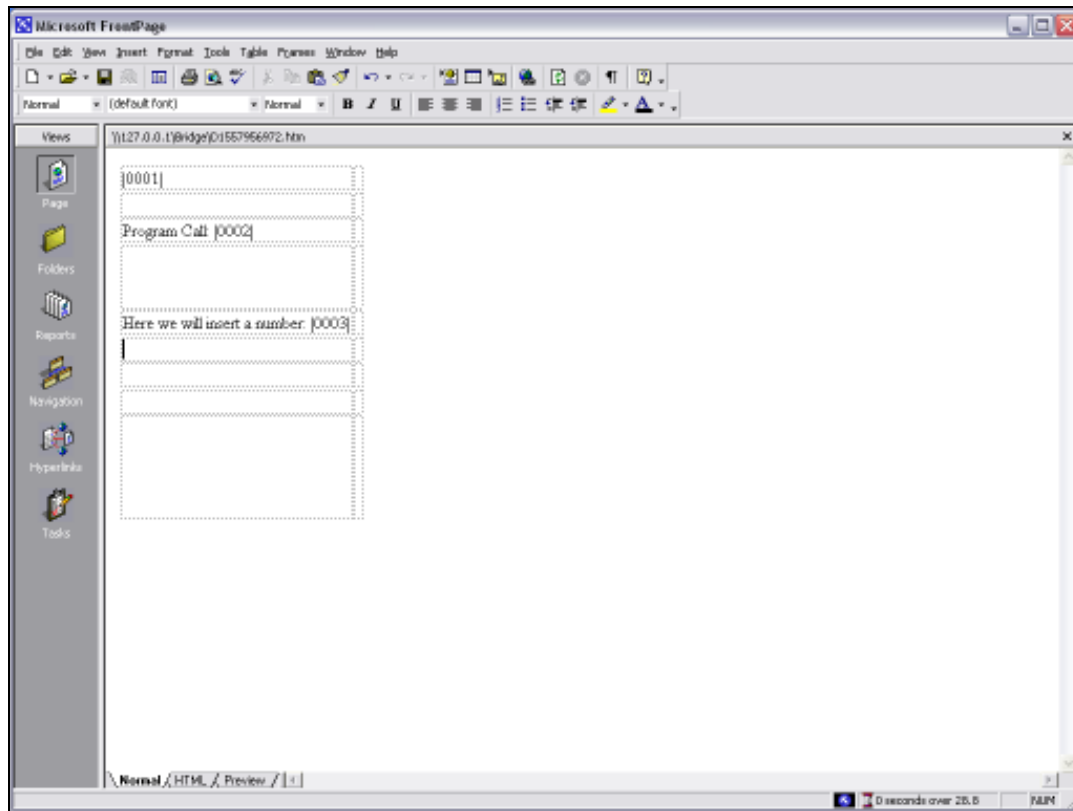 Microsoft FrontPage
File Edit View Insert Format Tools Table Frames Window Help
Normal (default font) Normal B I U A
Views \\127.0.0.1\Bridge\D1557956972.htm
|0001|
Page
Program Call: |0002|
Folders
Here we will insert a number: |0003|
Reports
Navigation
Hyperlinks
Tasks
Normal HTML Preview
0 seconds over 28.8 NUM